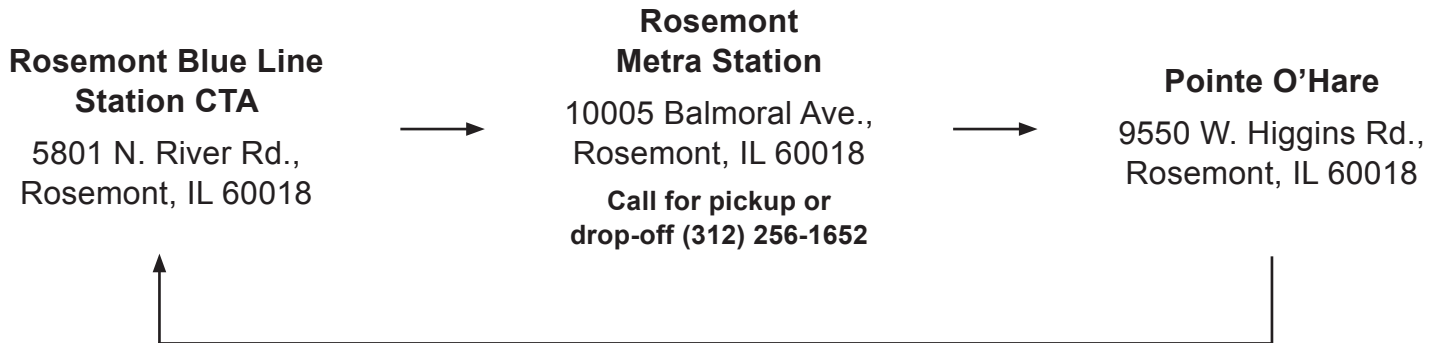 Rosemont Blue Line
Station CTA
5801 N. River Rd.,
Rosemont, IL 60018
Rosemont
Metra Station
10005 Balmoral Ave.,
Rosemont, IL 60018
Call for pickup or
drop-off (312) 256-1652
Pointe O’Hare
9550 W. Higgins Rd.,
Rosemont, IL 60018